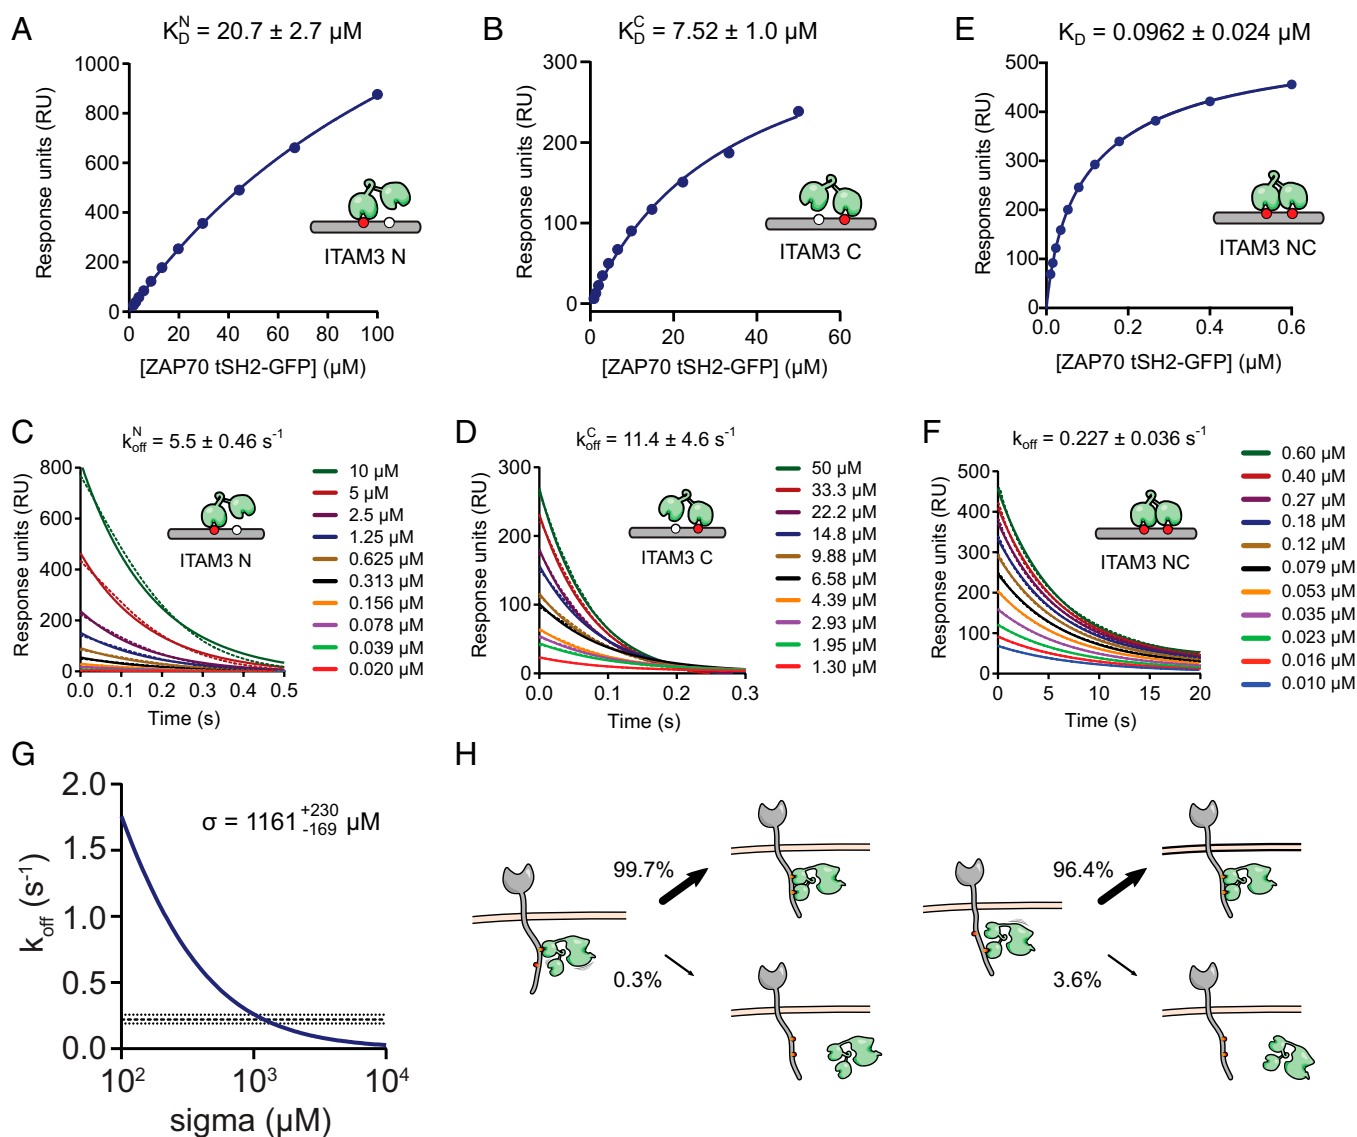 A
K_D^N = 20.7 ± 2.7 µM
Response units (RU)
1000
800
600
400
200
0
0 20 40 60 80 100
[ZAP70 tSH2-GFP] (µM)
ITAM3 N
B
K_D^C = 7.52 ± 1.0 µM
Response units (RU)
300
200
100
0
0 20 40 60
[ZAP70 tSH2-GFP] (µM)
ITAM3 C
E
K_D = 0.0962 ± 0.024 µM
Response units (RU)
500
400
300
200
100
0
0.0 0.2 0.4 0.6
[ZAP70 tSH2-GFP] (µM)
ITAM3 NC
C
k_off^N = 5.5 ± 0.46 s⁻¹
Response units (RU)
800
600
400
200
0
0.0 0.1 0.2 0.3 0.4 0.5
Time (s)
ITAM3 N
10 µM
5 µM
2.5 µM
1.25 µM
0.625 µM
0.313 µM
0.156 µM
0.078 µM
0.039 µM
0.020 µM
D
k_off^C = 11.4 ± 4.6 s⁻¹
Response units (RU)
300
200
100
0
0.0 0.1 0.2 0.3
Time (s)
ITAM3 C
50 µM
33.3 µM
22.2 µM
14.8 µM
9.88 µM
6.58 µM
4.39 µM
2.93 µM
1.95 µM
1.30 µM
F
k_off = 0.227 ± 0.036 s⁻¹
Response units (RU)
500
400
300
200
100
0
0 5 10 15 20
Time (s)
ITAM3 NC
0.60 µM
0.40 µM
0.27 µM
0.18 µM
0.12 µM
0.079 µM
0.053 µM
0.035 µM
0.023 µM
0.016 µM
0.010 µM
G
σ = 1161 +230 -169 µM
k_off (s⁻¹)
2.0
1.5
1.0
0.5
0.0
10² 10³ 10⁴
sigma (µM)
H
99.7%
0.3%
96.4%
3.6%